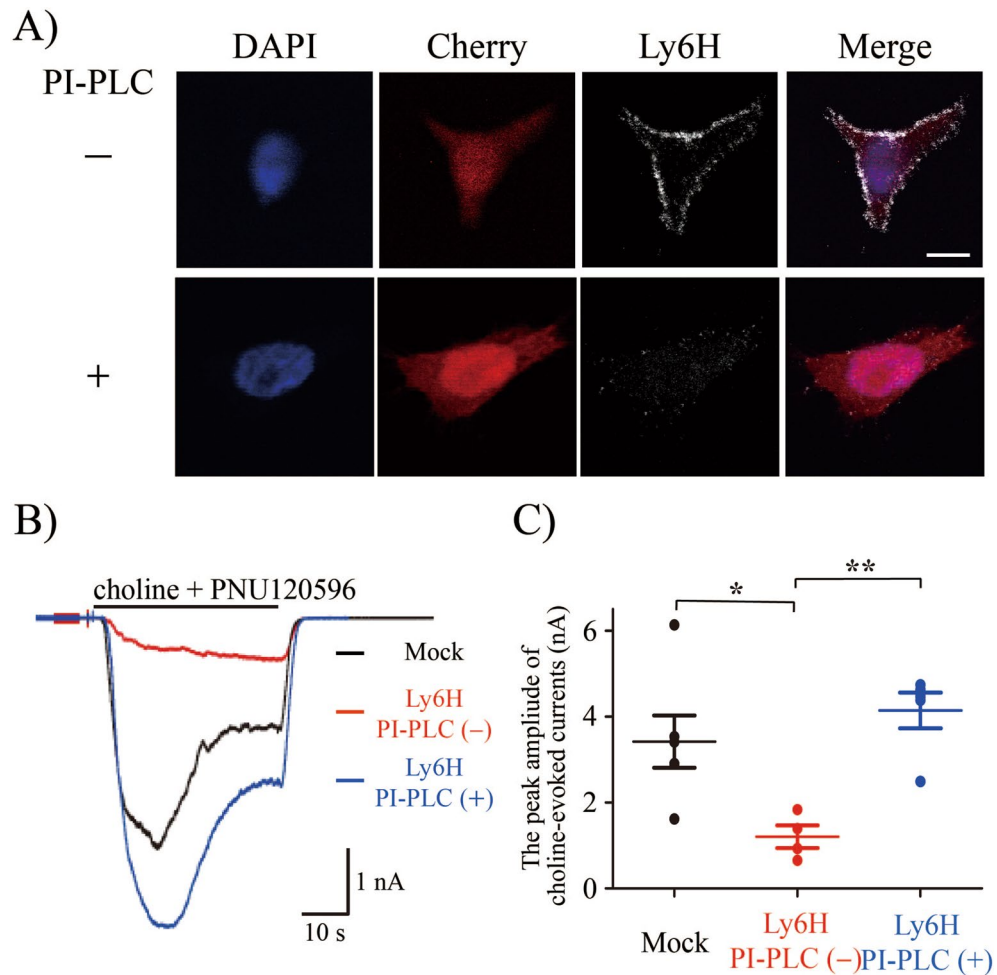 A)
DAPI Cherry Ly6H Merge
PI-PLC
−
+
B)
choline + PNU120596
Mock
Ly6H
PI-PLC (−)
Ly6H
PI-PLC (+)
1 nA
10 s
C)
The peak ampliude of
choline-evoked currents (nA)
6
4
2
0
*
**
Mock
Ly6H
PI-PLC (−)
Ly6H
PI-PLC (+)